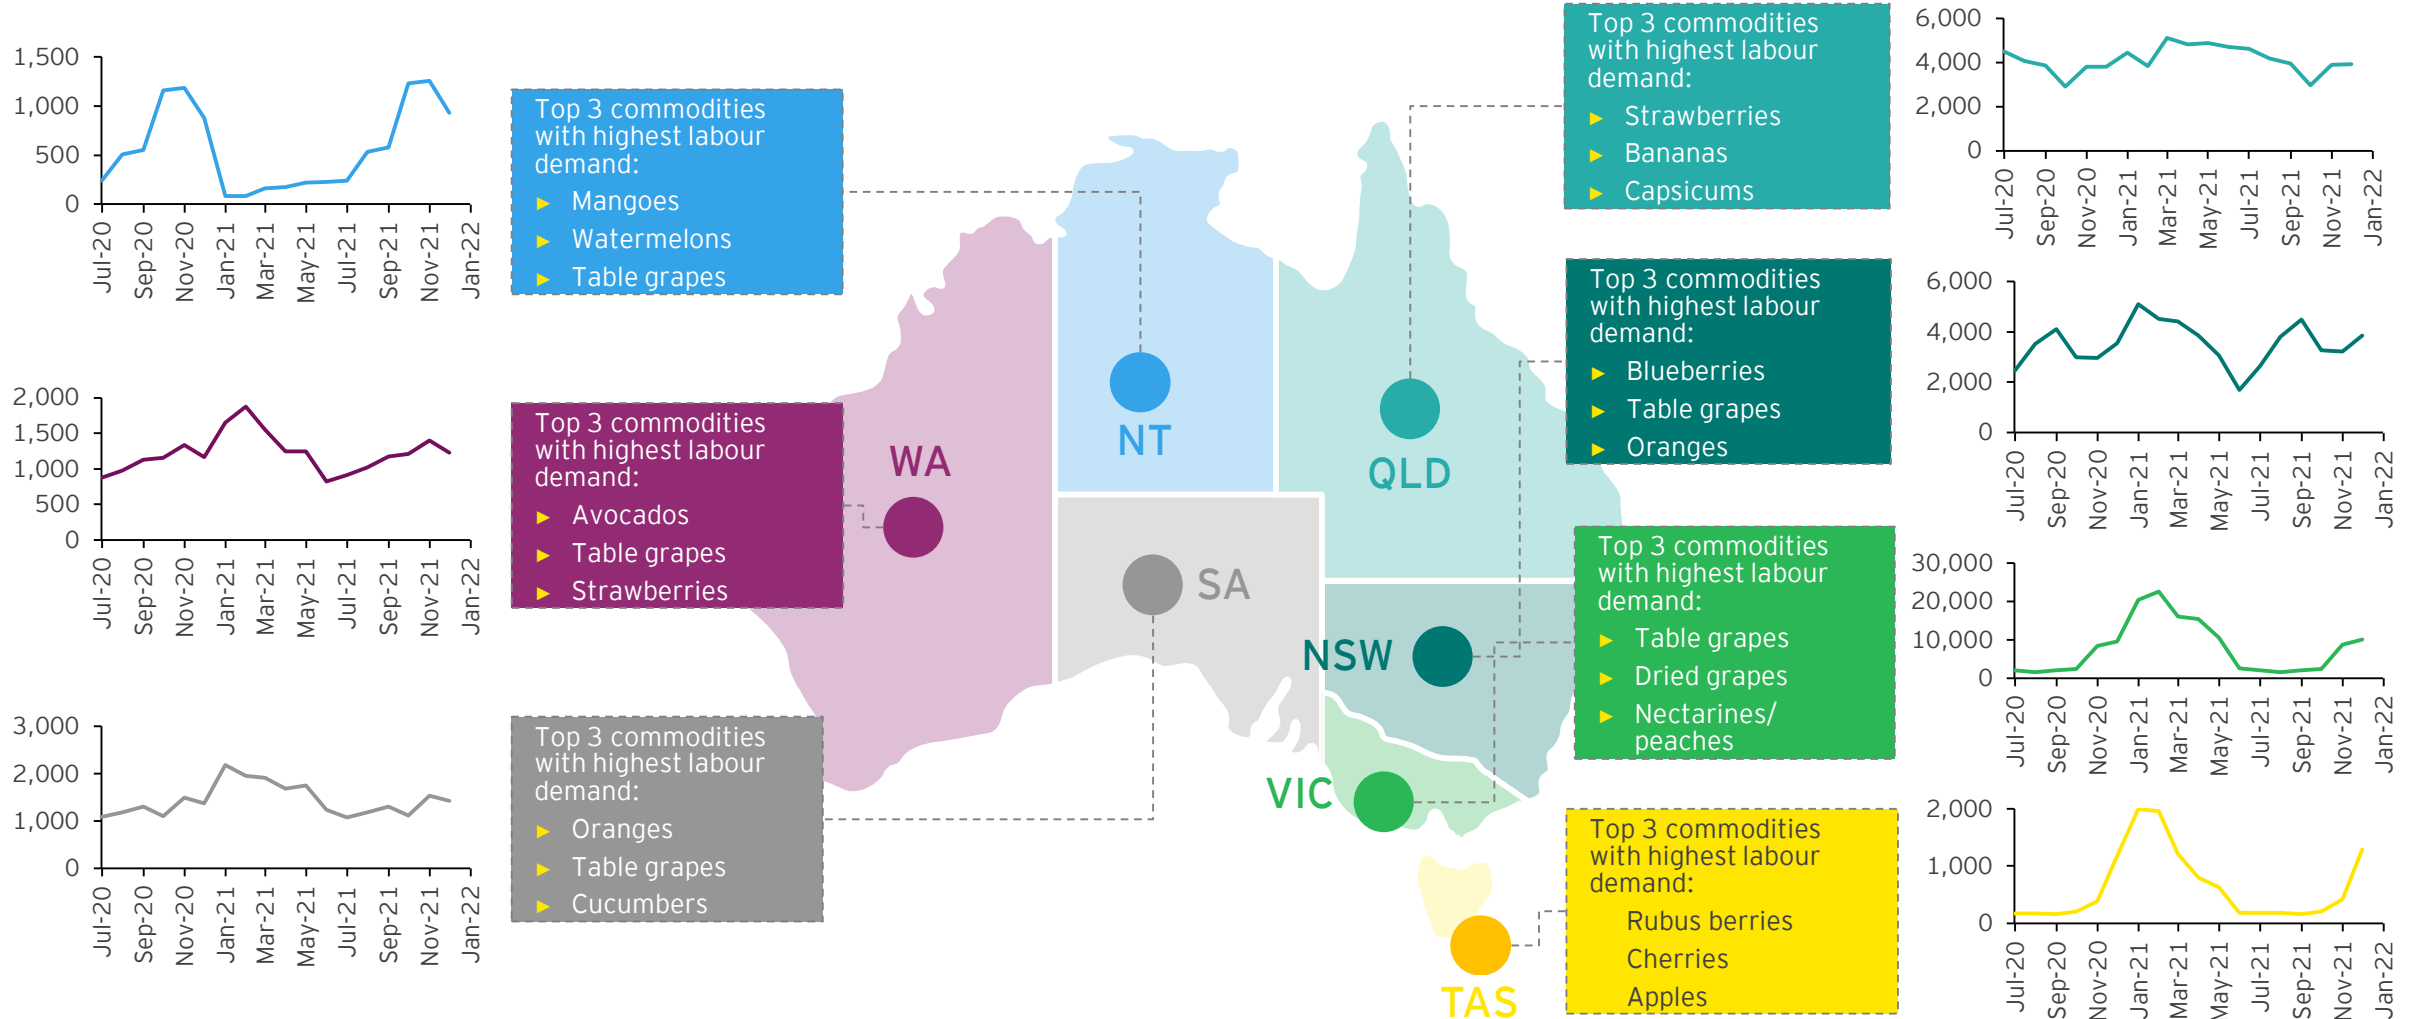 1,500
1,000
500
0
Jul-20
Sep-20
Nov-20
Jan-21
Mar-21
May-21
Jul-21
Sep-21
Nov-21
Jan-22
Top 3 commodities
with highest labour
demand:
► Mangoes
► Watermelons
► Table grapes
2,000
1,500
1,000
500
0
Jul-20
Sep-20
Nov-20
Jan-21
Mar-21
May-21
Jul-21
Sep-21
Nov-21
Jan-22
Top 3 commodities
with highest labour
demand:
► Avocados
► Table grapes
► Strawberries
3,000
2,000
1,000
0
Jul-20
Sep-20
Nov-20
Jan-21
Mar-21
May-21
Jul-21
Sep-21
Nov-21
Jan-22
Top 3 commodities
with highest labour
demand:
► Oranges
► Table grapes
► Cucumbers
WA
NT
QLD
SA
NSW
VIC
TAS
Top 3 commodities
with highest labour
demand:
► Strawberries
► Bananas
► Capsicums
6,000
4,000
2,000
0
Jul-20
Sep-20
Nov-20
Jan-21
Mar-21
May-21
Jul-21
Sep-21
Nov-21
Jan-22
Top 3 commodities
with highest labour
demand:
► Blueberries
► Table grapes
► Oranges
6,000
4,000
2,000
0
Jul-20
Sep-20
Nov-20
Jan-21
Mar-21
May-21
Jul-21
Sep-21
Nov-21
Jan-22
Top 3 commodities
with highest labour
demand:
► Table grapes
► Dried grapes
► Nectarines/
peaches
30,000
20,000
10,000
0
Jul-20
Sep-20
Nov-20
Jan-21
Mar-21
May-21
Jul-21
Sep-21
Nov-21
Jan-22
Top 3 commodities
with highest labour
demand:
Rubus berries
Cherries
Apples
2,000
1,000
0
Jul-20
Sep-20
Nov-20
Jan-21
Mar-21
May-21
Jul-21
Sep-21
Nov-21
Jan-22